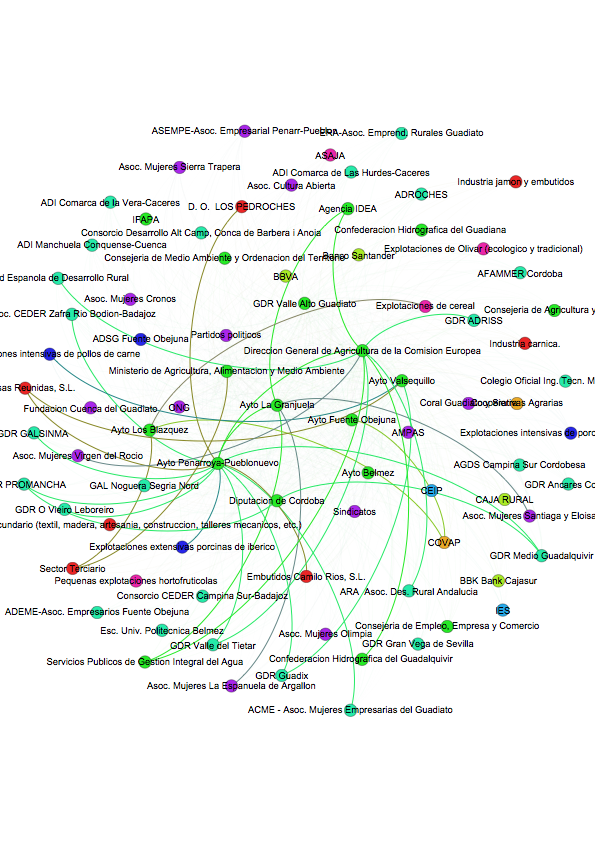 ASEMPE-Asoc. Empresarial Penarr-Pueblon
ERA-Asoc. Emprend. Rurales Guadiato
ASAJA
Asoc. Mujeres Sierra Trapera
ADI Comarca de Las Hurdes-Caceres
Industria jamon y embutidos
Asoc. Cultura Abierta
ADROCHES
ADI Comarca de la Vera-Caceres
D. O. LOS PEDROCHES
Agencia IDEA
IFAPA
Consorcio Desarrollo Alt Camp, Conca de Barbera i Anoia
Confederacion Hidrografica del Guadiana
ADI Manchuela Conquense-Cuenca
Consejeria de Medio Ambiente y Ordenacion del Territorio
Banco Santander
Explotaciones de Olivar (ecologico y tradicional)
d Espanola de Desarrollo Rural
BBVA
AFAMMER Cordoba
Asoc. Mujeres Cronos
GDR Valle Alto Guadiato
Explotaciones de cereal
Consejeria de Agricultura y
oc. CEDER Zafra Rio Bodion-Badajoz
GDR ADRISS
ADSG Fuente Obejuna
Partidos politicos
Industria carnica.
ones intensivas de pollos de carne
Direccion General de Agricultura de la Comision Europea
Ministerio de Agricultura, Alimenacion y Medio Ambiente
Ayto Valsequillo
Colegio Oficial Ing. Tecn. M
sas Reunidas, S.L.
Fundacion Cuenca del Guadiato
ONG
Ayto La Granjuela
Coral Guadiato
Cooperativas Agrarias
Ayto Los Blazquez
Ayto Fuente Obejuna
GDR GALSINMA
AMPAS
Explotaciones intensivas de porc
Asoc. Mujeres Virgen del Rocio
Ayto Penarroya-Pueblonuevo
Ayto Belmez
AGDS Campina Sur Cordobesa
R PROMANCHA
GAL Noguera Segria Nord
CEIP
GDR Andares Co
GDR O Vieiro Leboreiro
Diputacion de Cordoba
CAJA RURAL
Sindicatos
Asoc. Mujeres Santiago y Eloisa
cundario (textil, madera, artesania, construccion, talleres mecanicos, etc.)
Explotaciones extensivas porcinas de iberico
COVAP
GDR Medio Guadalquivir
Sector Terciario
Pequenas explotaciones hortofruticolas
Embutidos Camilo Rios, S.L.
BBK Bank Cajasur
Consorcio CEDER Campina Sur-Badajoz
ARA
Asoc. Des. Rural Andalucia
ADEME-Asoc. Empresarios Fuente Obejuna
IES
Esc. Univ. Politecnica Belmez
Asoc. Mujeres Olimpia
Consejeria de Empleo, Empresa y Comercio
GDR Valle del Tietar
GDR Gran Vega de Sevilla
Servicios Publicos de Gestion Integral del Agua
Confederacion Hidrografica del Guadalquivir
GDR Guadix
Asoc. Mujeres La Espanuela de Argallon
ACME - Asoc. Mujeres Empresarias del Guadiato